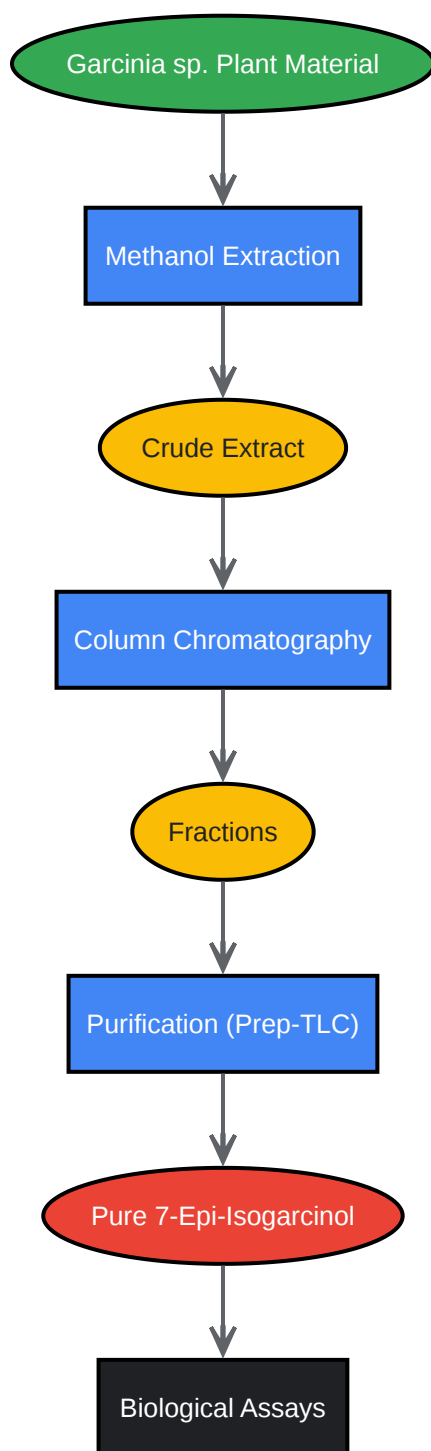 Garcinia sp. Plant Material
Methanol Extraction
Crude Extract
Column Chromatography
Fractions
Purification (Prep-TLC)
Pure 7-Epi-Isogarcinol
Biological Assays